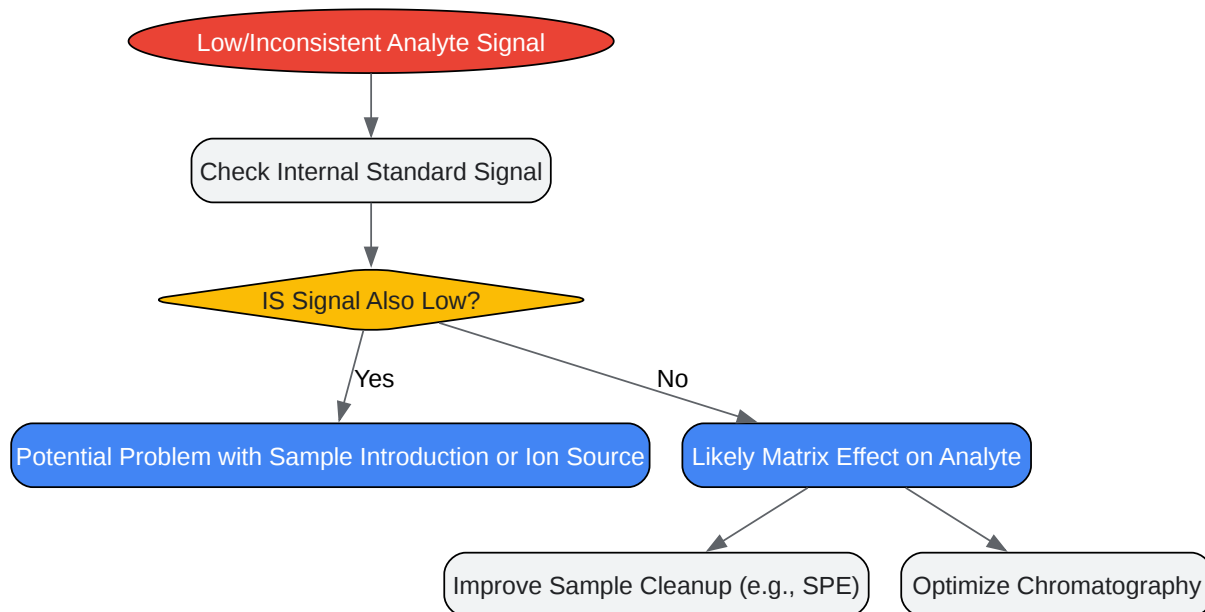 Low/Inconsistent Analyte Signal
Check Internal Standard Signal
IS Signal Also Low?
Yes
No
Potential Problem with Sample Introduction or Ion Source
Likely Matrix Effect on Analyte
Improve Sample Cleanup (e.g., SPE)
Optimize Chromatography